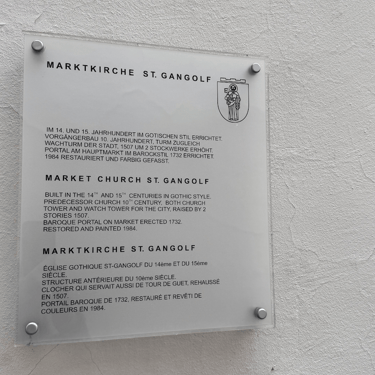 MARKTKIRCHE ST. GANGOLF
IM 14. UND 15. JAHRHUNDERT IM GOTISCHEN STIL ERRICHTET.
VORGÄNGERBAU 10. JAHRHUNDERT, TURM ZUGLEICH
WACHTURM DER STADT, 1507 UM 2 STOCKWERKE ERHÖHT.
PORTAL AM HAUPTMARKT IM BAROCKSTIL 1732 ERRICHTET.
1984 RESTAURIERT UND FARBIG GEFASST.
MARKET CHURCH ST. GANGOLF
BUILT IN THE 14TH AND 15TH CENTURIES IN GOTHIC STYLE.
PREDECESSOR CHURCH 10TH CENTURY; BOTH CHURCH
TOWER AND WATCH TOWER FOR THE CITY, RAISED BY 2
STORIES 1507.
BAROQUE PORTAL ON MARKET ERECTED 1732.
RESTORED AND PAINTED 1984.
MARKTKIRCHE ST. GANGOLF
ÉGLISE GOTHIQUE ST-GANGOLF DU 14ème ET DU 15ème
SIÈCLE.
STRUCTURE ANTÉRIEURE DU 10ème SIÈCLE.
CLOCHER QUI SERVAIT AUSSI DE TOUR DE GUET, REHAUSSÉ
EN 1507.
PORTAIL BAROQUE DE 1732, RESTAURÉ ET REVÊTI DE
COULEURS EN 1984.